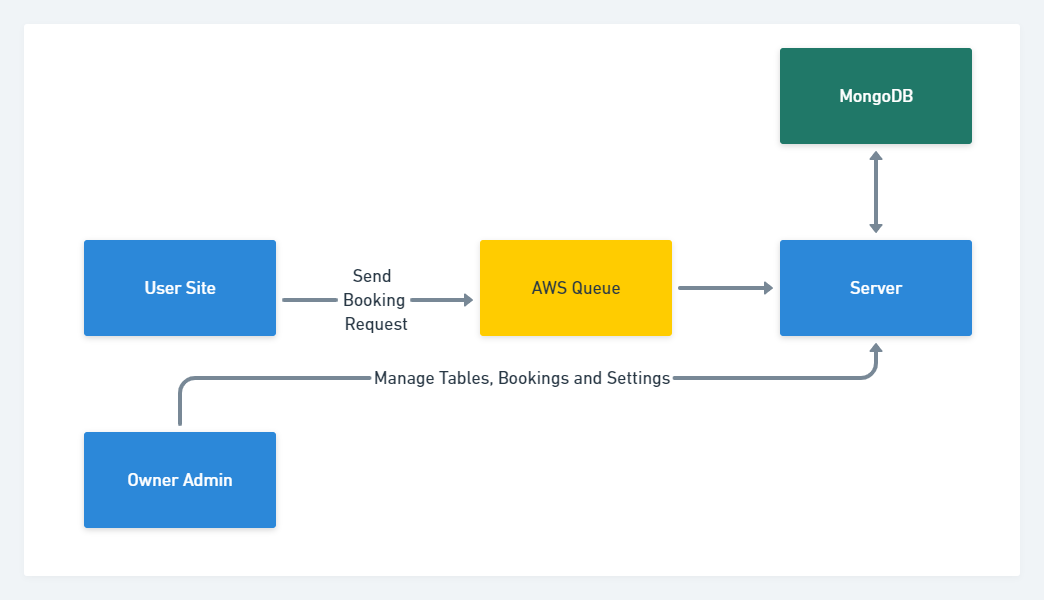 MongoDB
User Site
Send
Booking
Request
AWS Queue
Server
Manage Tables, Bookings and Settings
Owner Admin